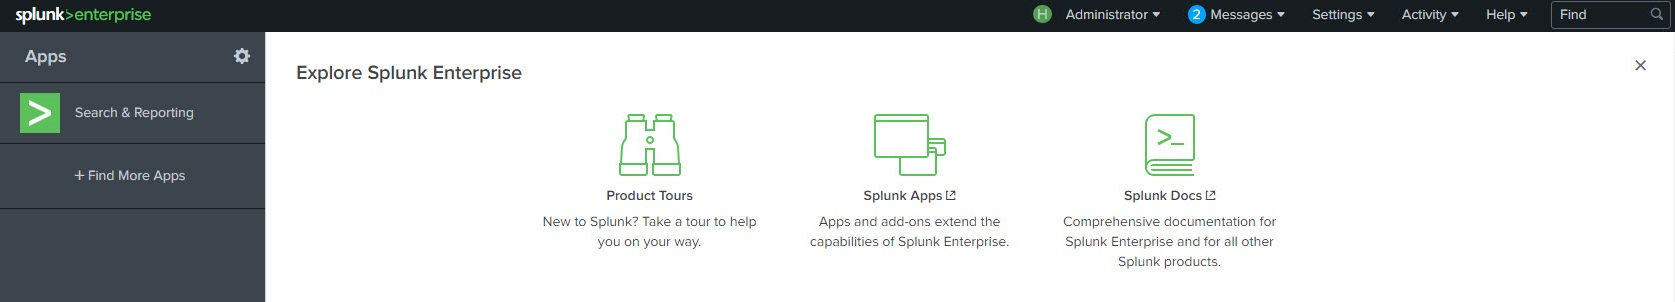 splunk>enterprise
H Administrator 2 Messages Settings Activity Help Find
Apps
Search & Reporting
+ Find More Apps
Explore Splunk Enterprise
Product Tours
New to Splunk? Take a tour to help
you on your way.
Splunk Apps
Apps and add-ons extend the
capabilities of Splunk Enterprise.
Splunk Docs
Comprehensive documentation for
Splunk Enterprise and for all other
Splunk products.